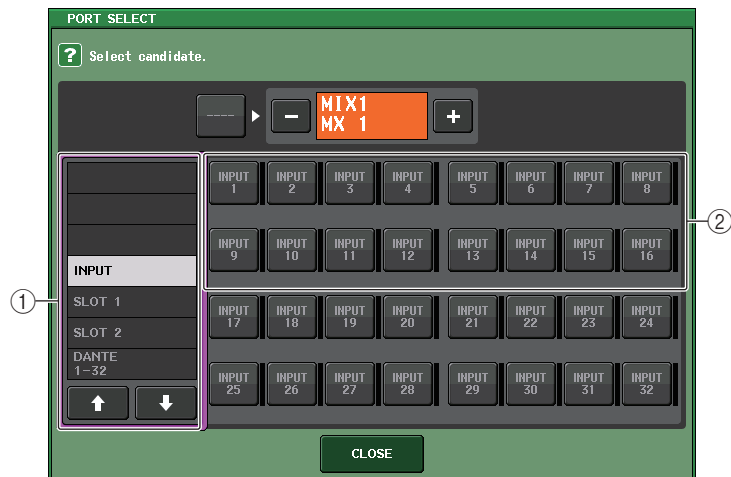 PORT SELECT
? Select candidate.
---- − MIX1 +
MX 1
INPUT
SLOT 1
SLOT 2
DANTE
1-32
INPUT 1 INPUT 2 INPUT 3 INPUT 4 INPUT 5 INPUT 6 INPUT 7 INPUT 8
INPUT 9 INPUT 10 INPUT 11 INPUT 12 INPUT 13 INPUT 14 INPUT 15 INPUT 16
INPUT 17 INPUT 18 INPUT 19 INPUT 20 INPUT 21 INPUT 22 INPUT 23 INPUT 24
INPUT 25 INPUT 26 INPUT 27 INPUT 28 INPUT 29 INPUT 30 INPUT 31 INPUT 32
①
②
CLOSE